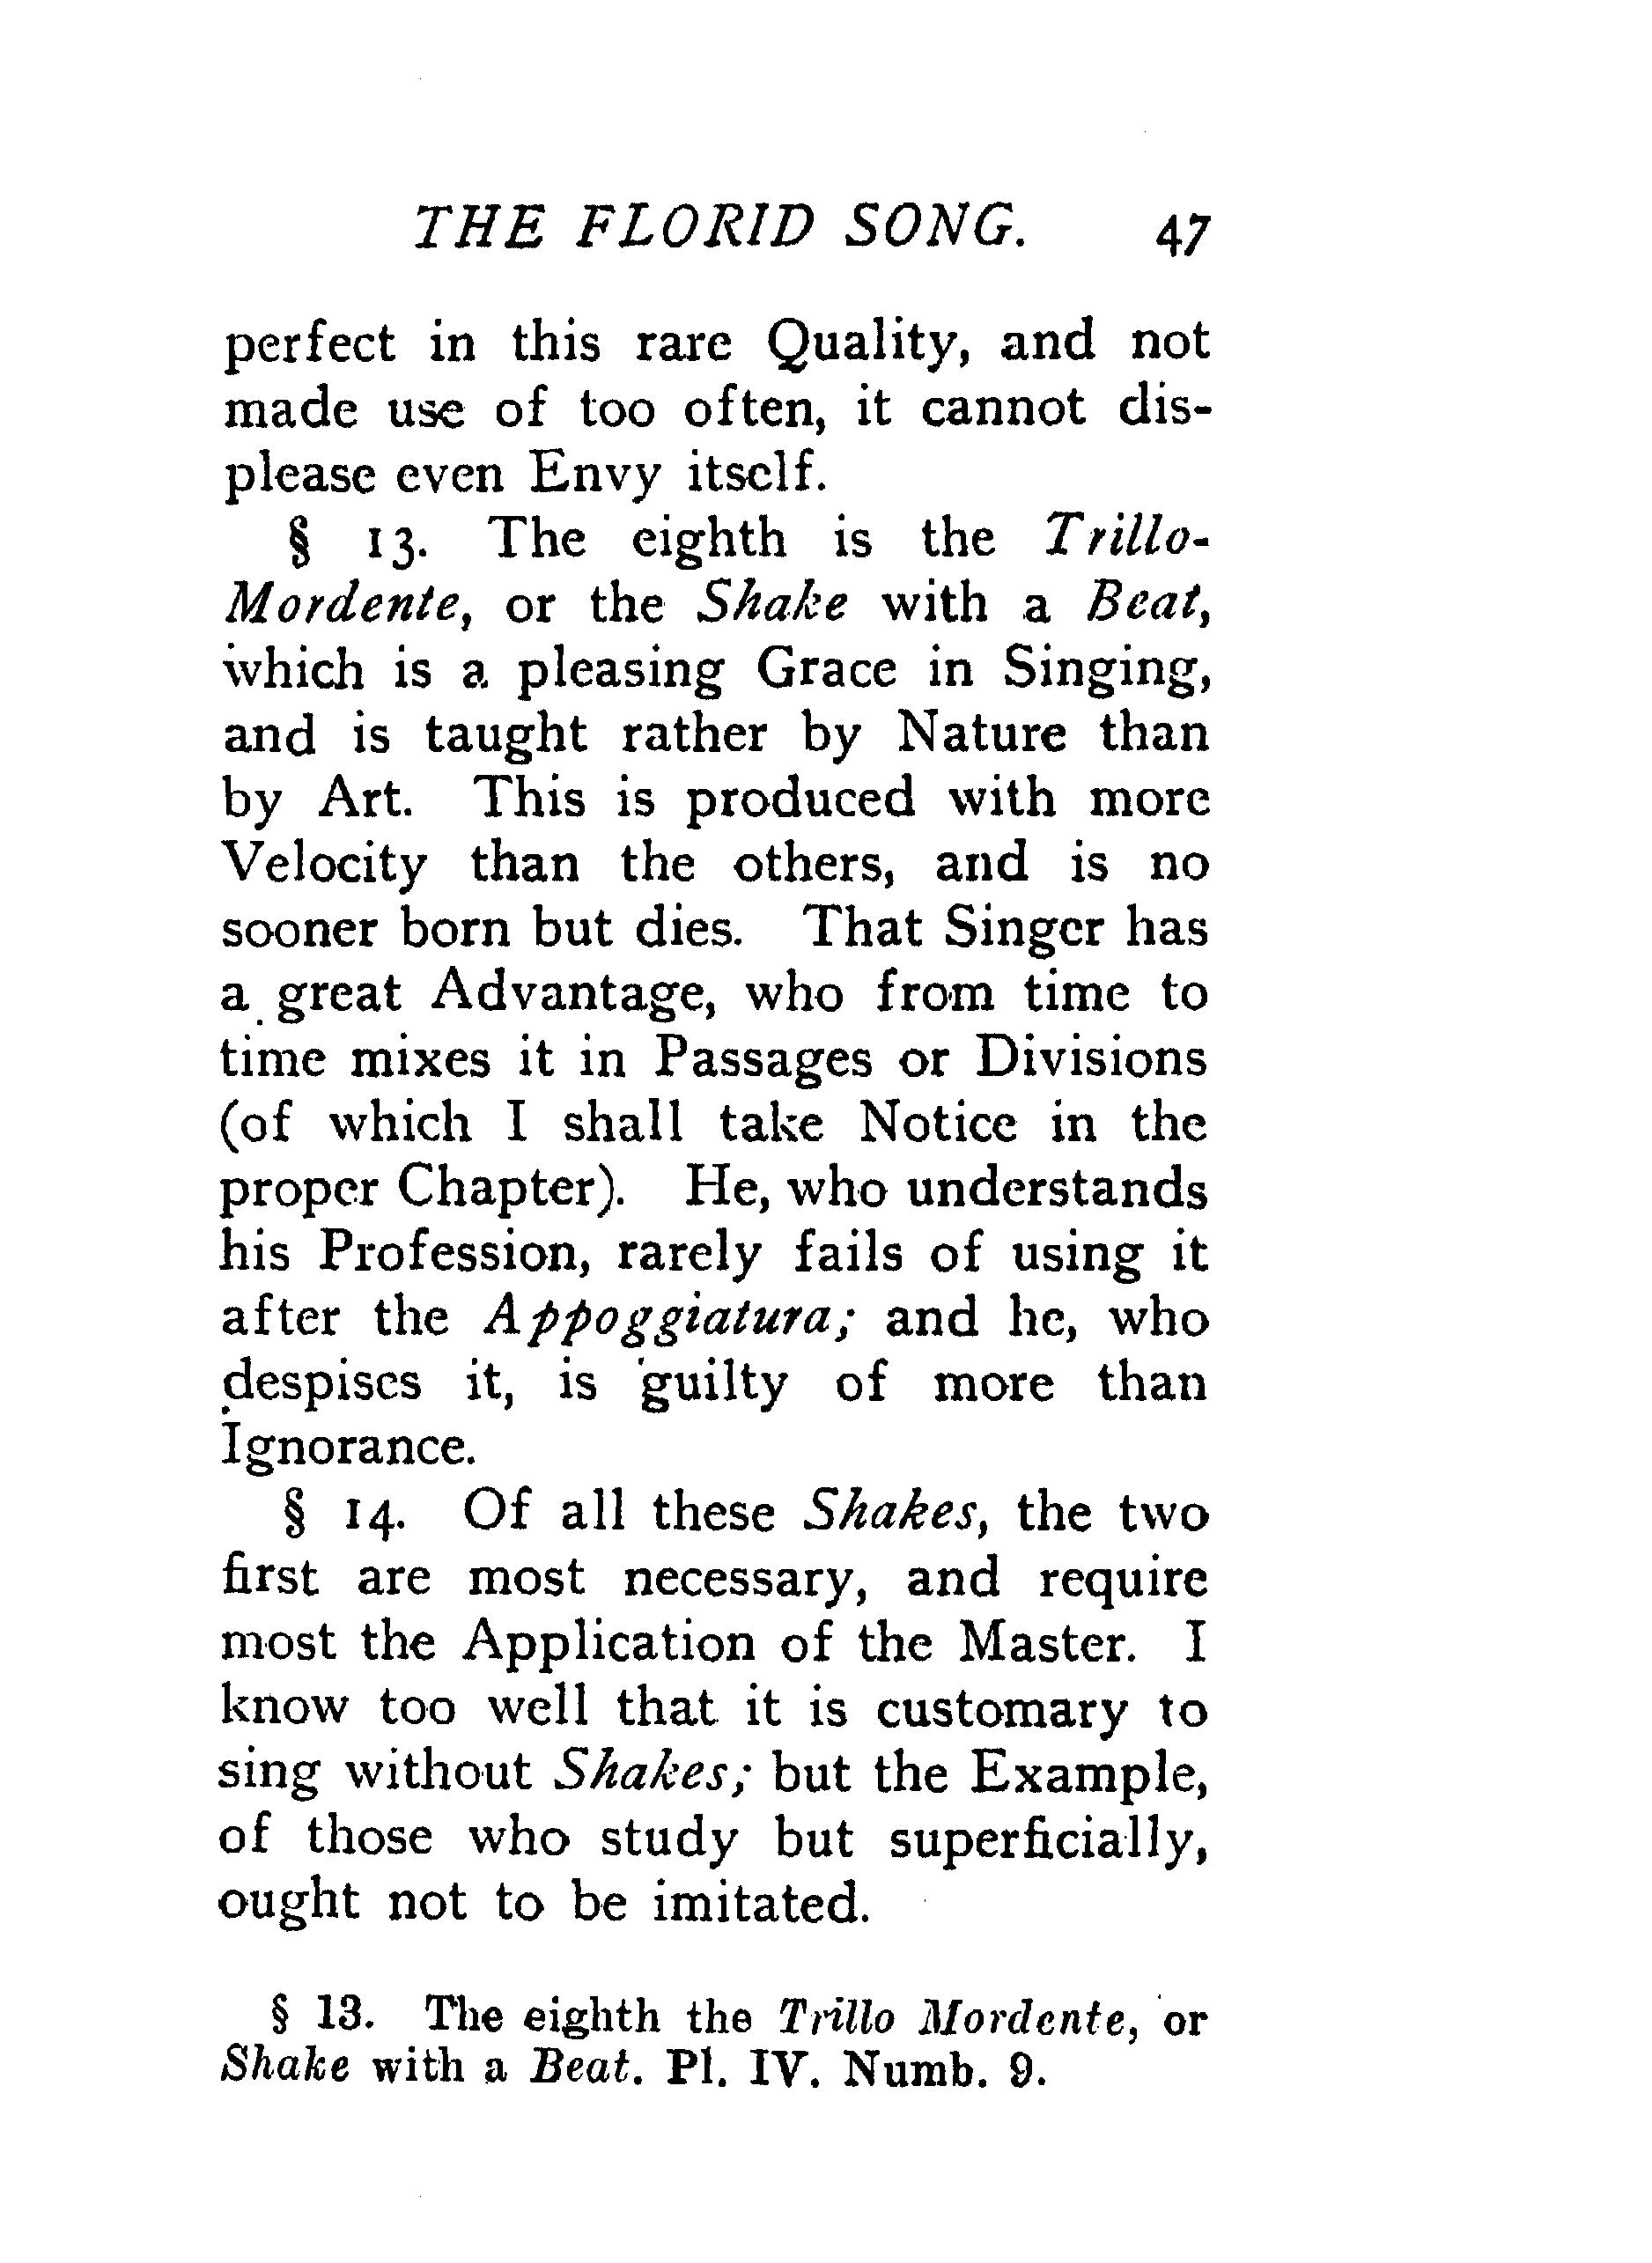 THE FLORID SONG. 47
perfect in this rare Quality, and not
made use of too often, it cannot dis-
please even Envy itself.
§ 13. The eighth is the Trillo-
Mordente, or the Shake with a Beat,
which is a pleasing Grace in Singing,
and is taught rather by Nature than
by Art. This is produced with more
Velocity than the others, and is no
sooner born but dies. That Singer has
a great Advantage, who from time to
time mixes it in Passages or Divisions
(of which I shall take Notice in the
proper Chapter). He, who understands
his Profession, rarely fails of using it
after the Appoggiatura; and he, who
despises it, is guilty of more than
Ignorance.
§ 14. Of all these Shakes, the two
first are most necessary, and require
most the Application of the Master. I
know too well that it is customary to
sing without Shakes; but the Example,
of those who study but superficially,
ought not to be imitated.
§ 13. The eighth the Trillo Mordente, or
Shake with a Beat. Pl. IV. Numb. 9.